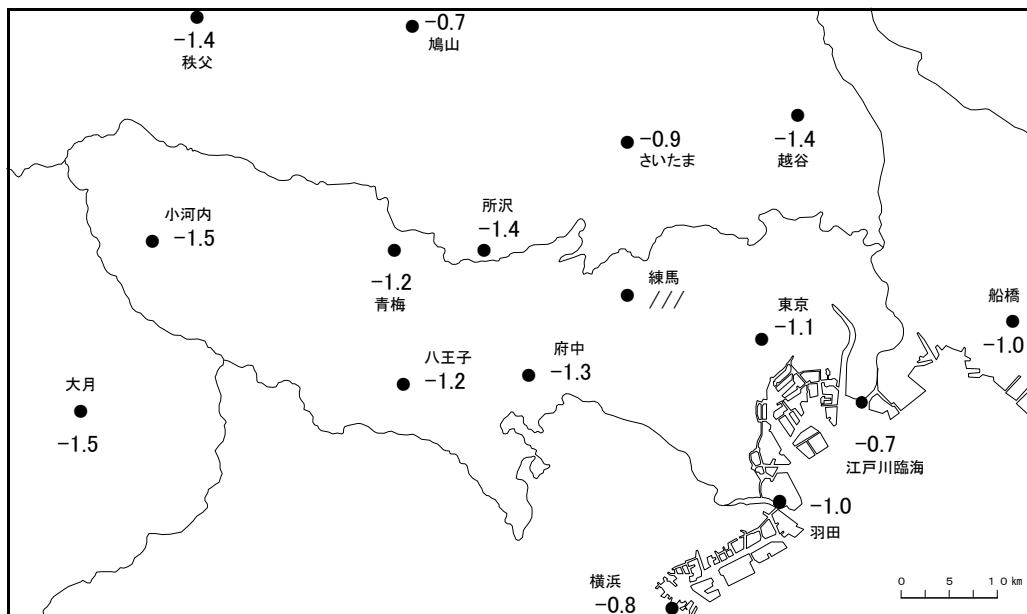 -0.7
鳩山
-1.4
秩父
-0.9
さいたま
-1.4
越谷
小河内
-1.5
所沢
-1.4
-1.2
青梅
練馬
///
東京
-1.1
船橋
-1.0
八王子
-1.2
府中
-1.3
大月
-1.5
-0.7
江戸川臨海
-1.0
羽田
横浜
-0.8
0 5 10km